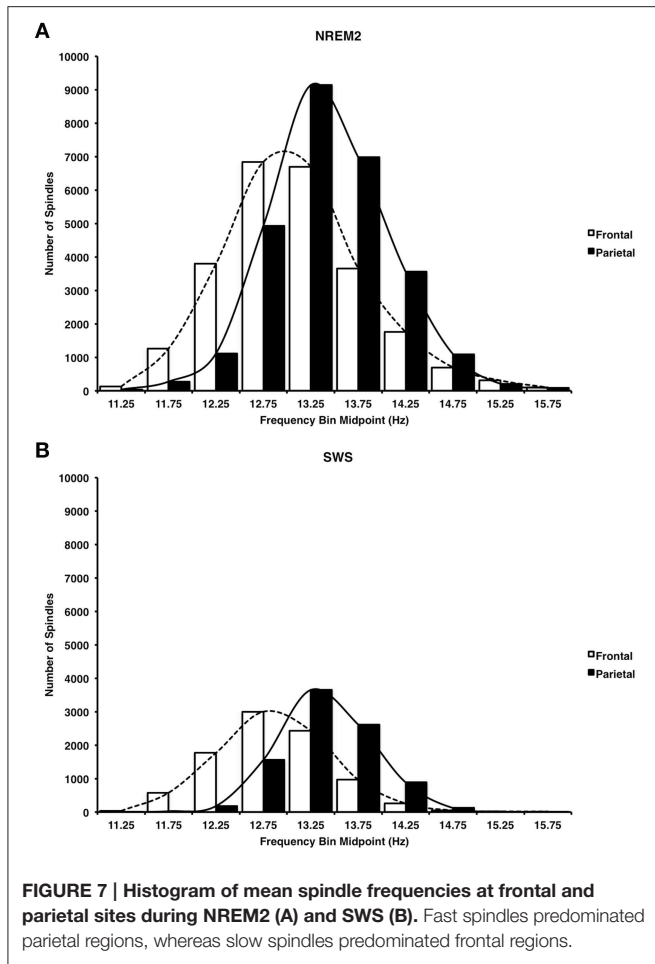 A
NREM2
10000
9000
8000
7000
6000
5000
4000
3000
2000
1000
0
Number of Spindles
Frontal
Parietal
11.25 11.75 12.25 12.75 13.25 13.75 14.25 14.75 15.25 15.75
Frequency Bin Midpoint (Hz)
B
SWS
10000
9000
8000
7000
6000
5000
4000
3000
2000
1000
0
Number of Spindles
Frontal
Parietal
11.25 11.75 12.25 12.75 13.25 13.75 14.25 14.75 15.25 15.75
Frequency Bin Midpoint (Hz)
FIGURE 7 | Histogram of mean spindle frequencies at frontal and
parietal sites during NREM2 (A) and SWS (B). Fast spindles predominated
parietal regions, whereas slow spindles predominated frontal regions.